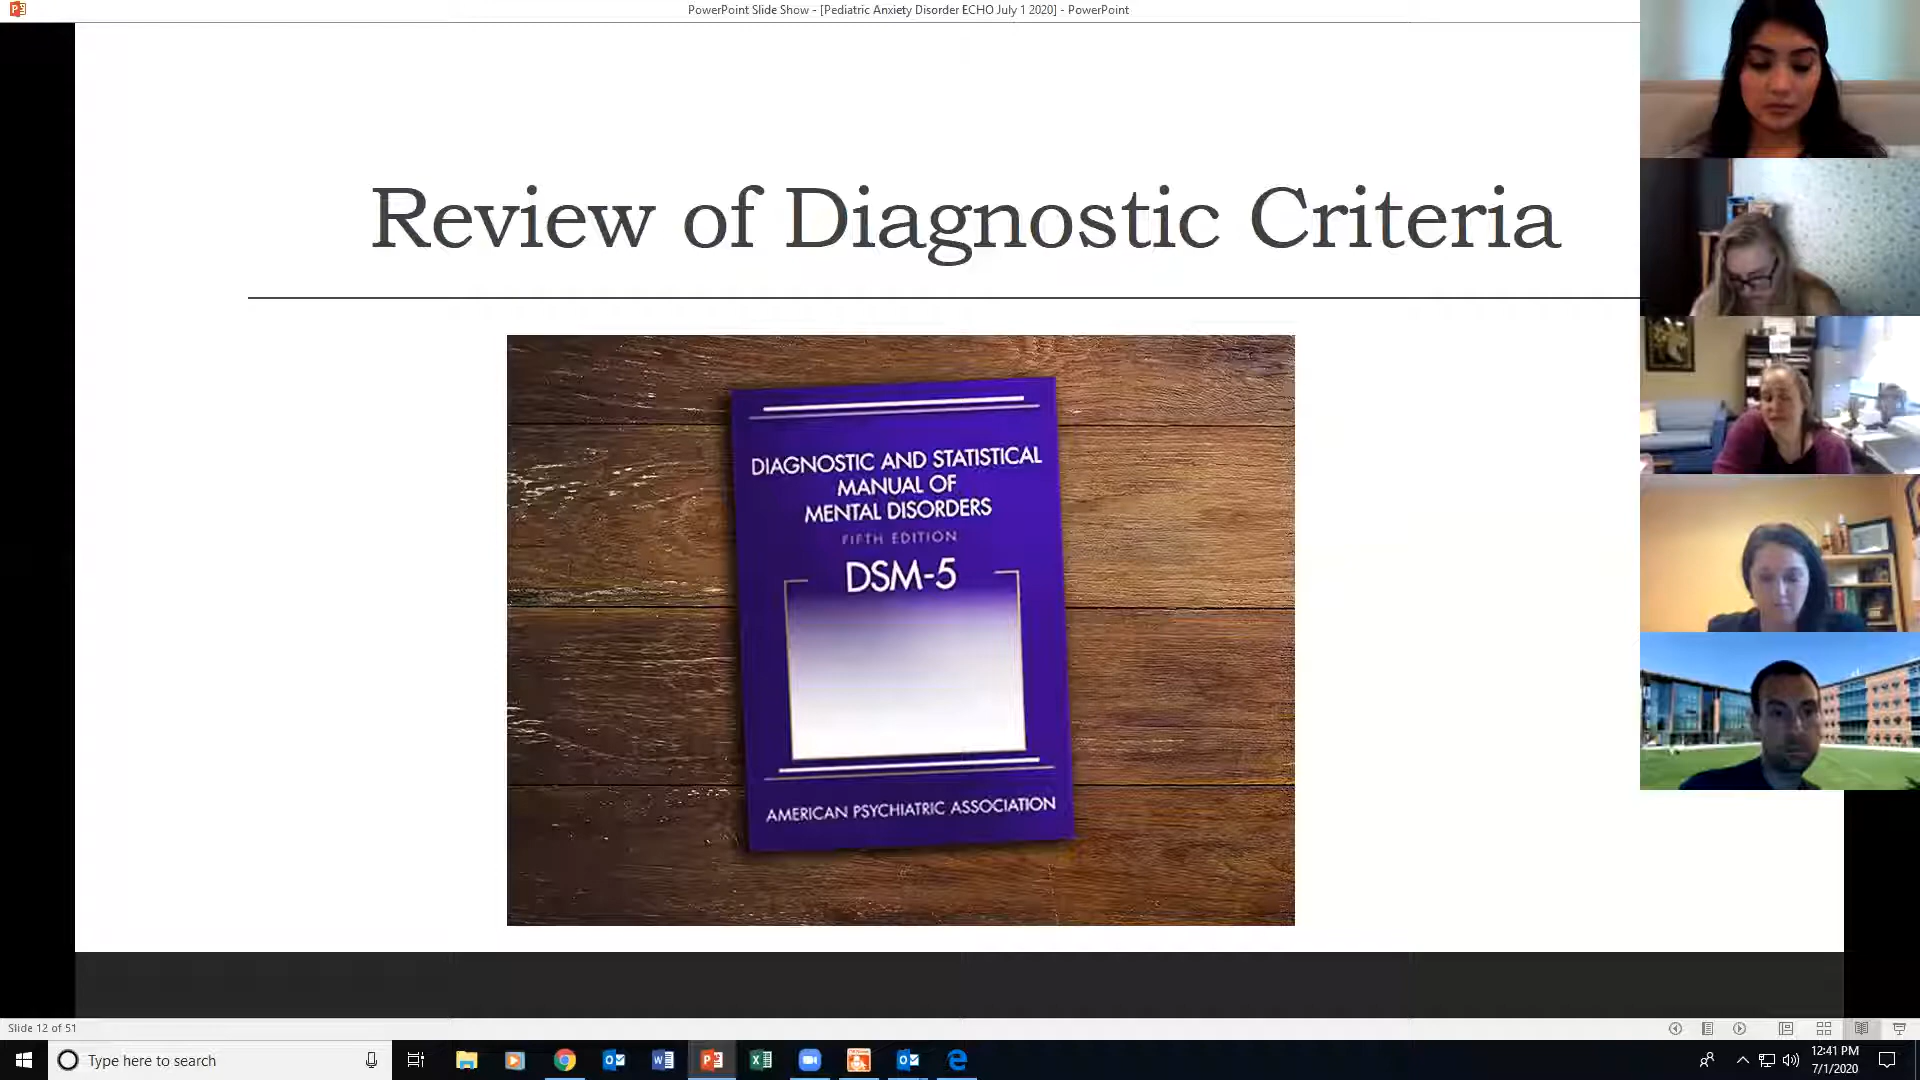 PowerPoint Slide Show - [Pediatric Anxiety Disorder ECHO July 1 2020] - PowerPoint
Review of Diagnostic Criteria
DIAGNOSTIC AND STATISTICAL
MANUAL OF
MENTAL DISORDERS
FIFTH EDITION
DSM-5
AMERICAN PSYCHIATRIC ASSOCIATION
Slide 12 of 51
Type here to search
12:41 PM
7/1/2020